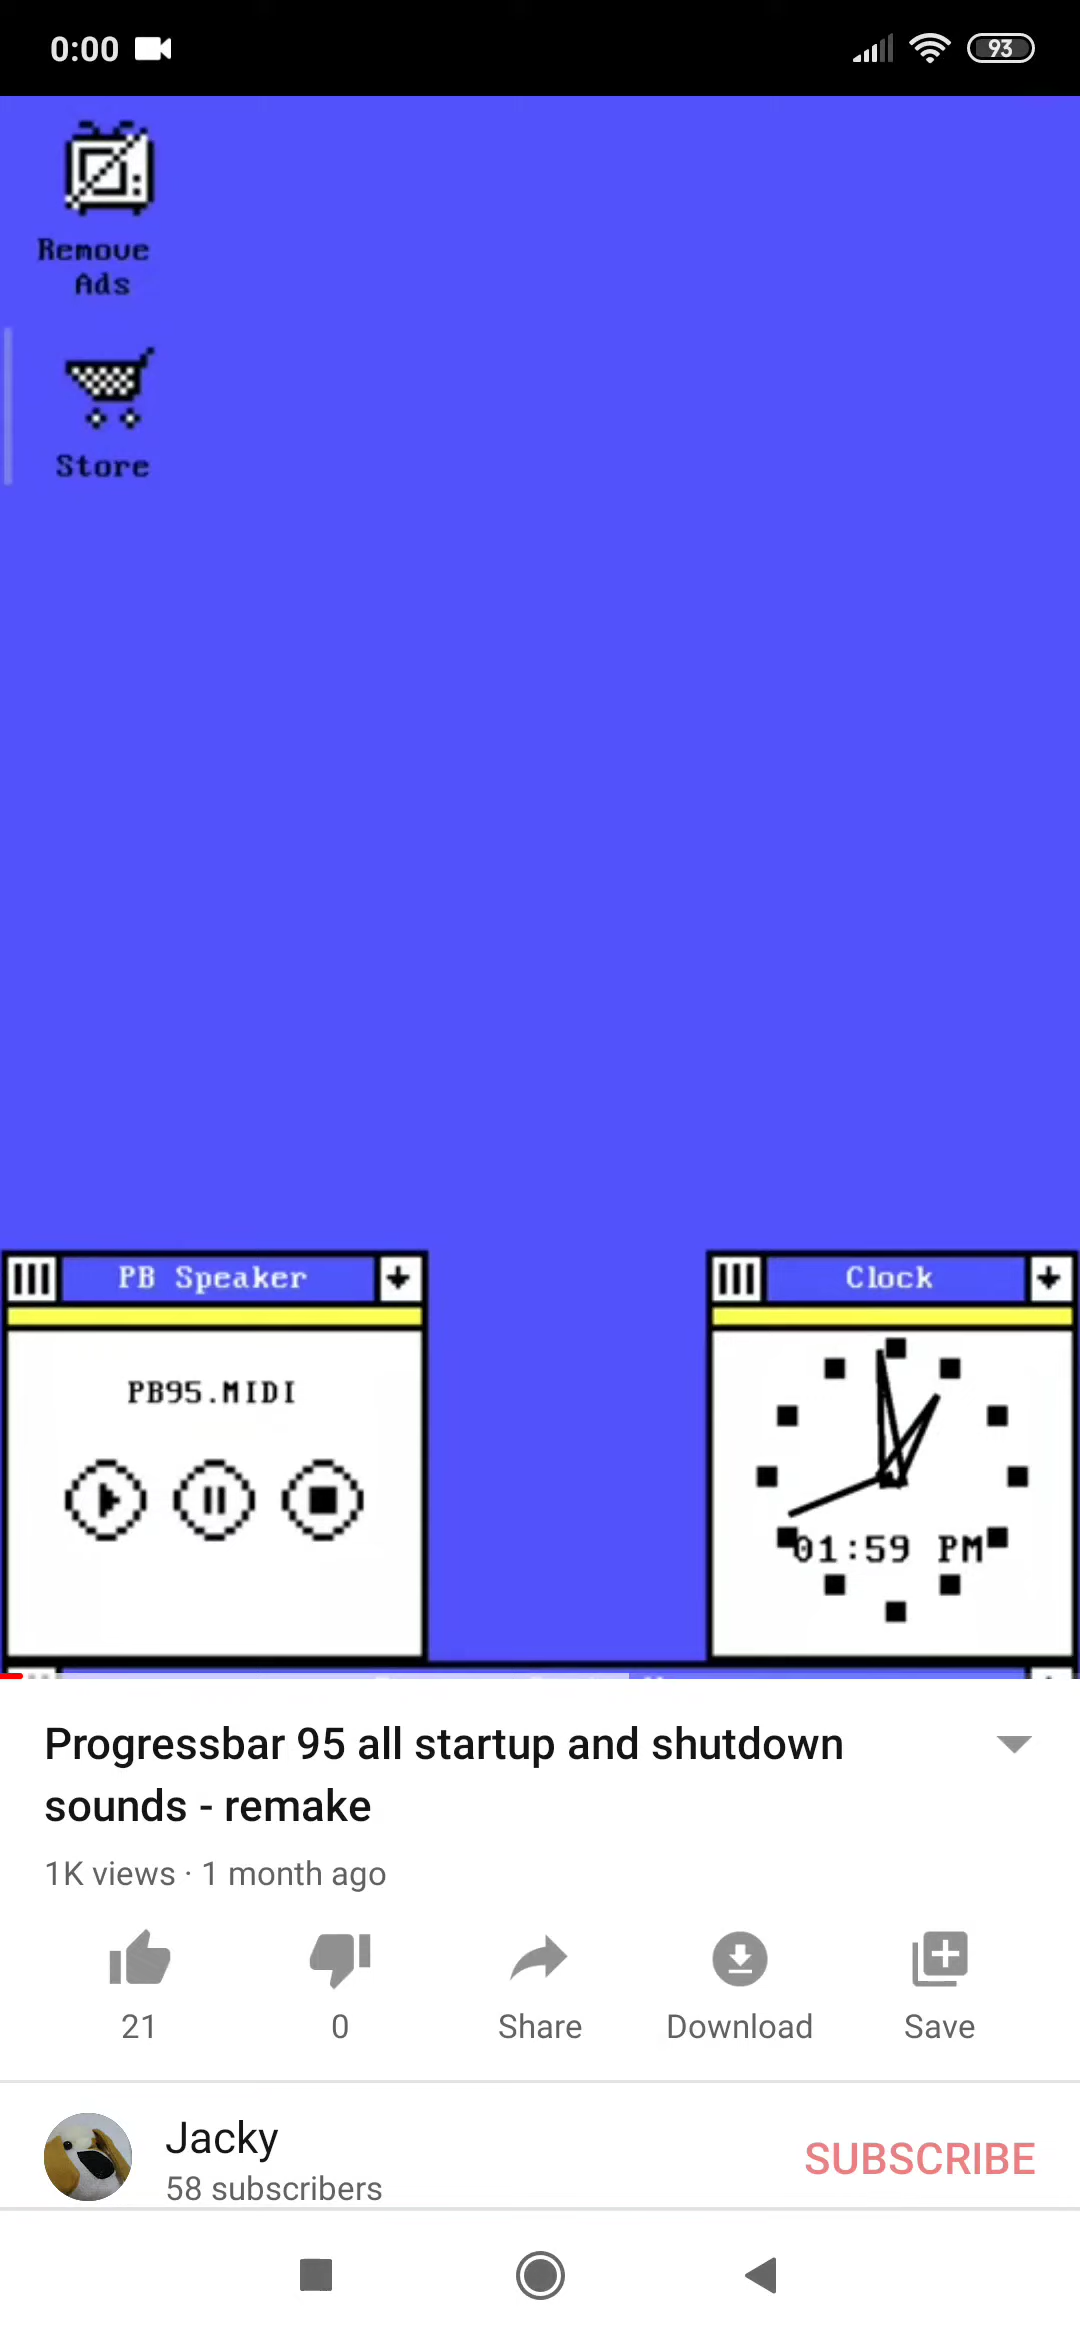 0:00
93
Remove
Ads
Store
PB Speaker
Clock
PB95.MIDI
01:59 PM
Progressbar 95 all startup and shutdown
sounds - remake
1K views · 1 month ago
21
0
Share
Download
Save
Jacky
58 subscribers
SUBSCRIBE